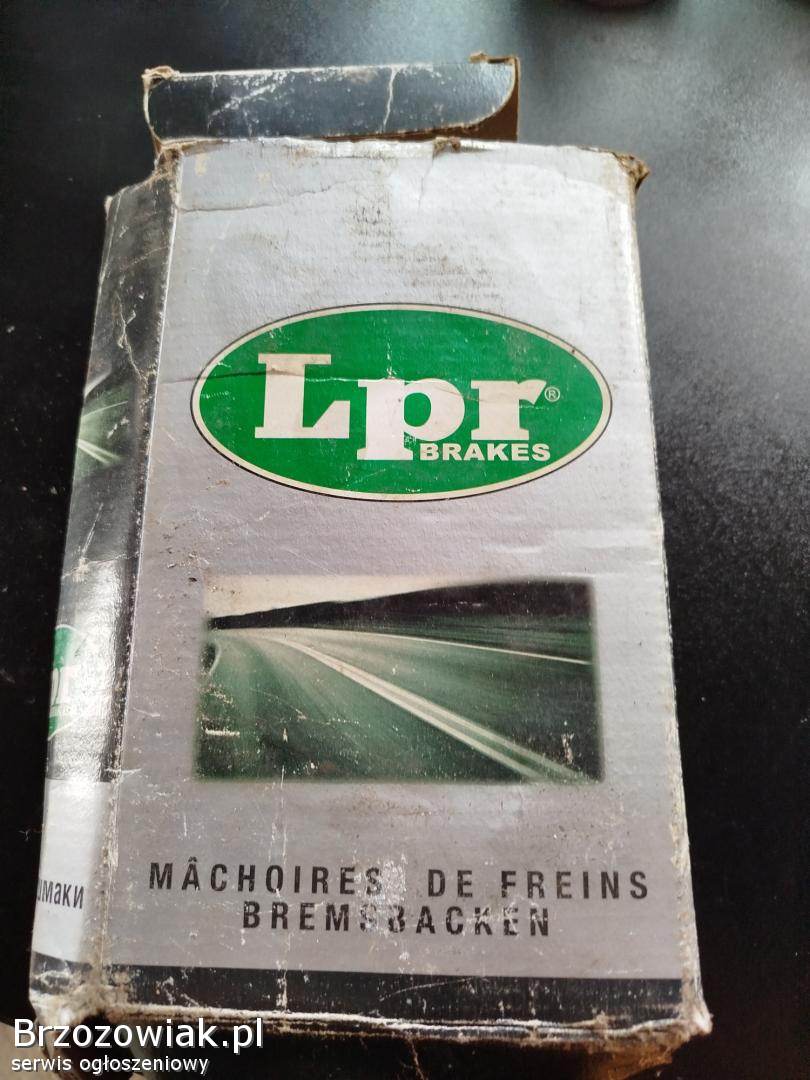 Lpr®
BRAKES
MÂCHOIRES DE FREINS
BREMSBACKEN
Brzozowiak.pl
serwis ogłoszeniowy